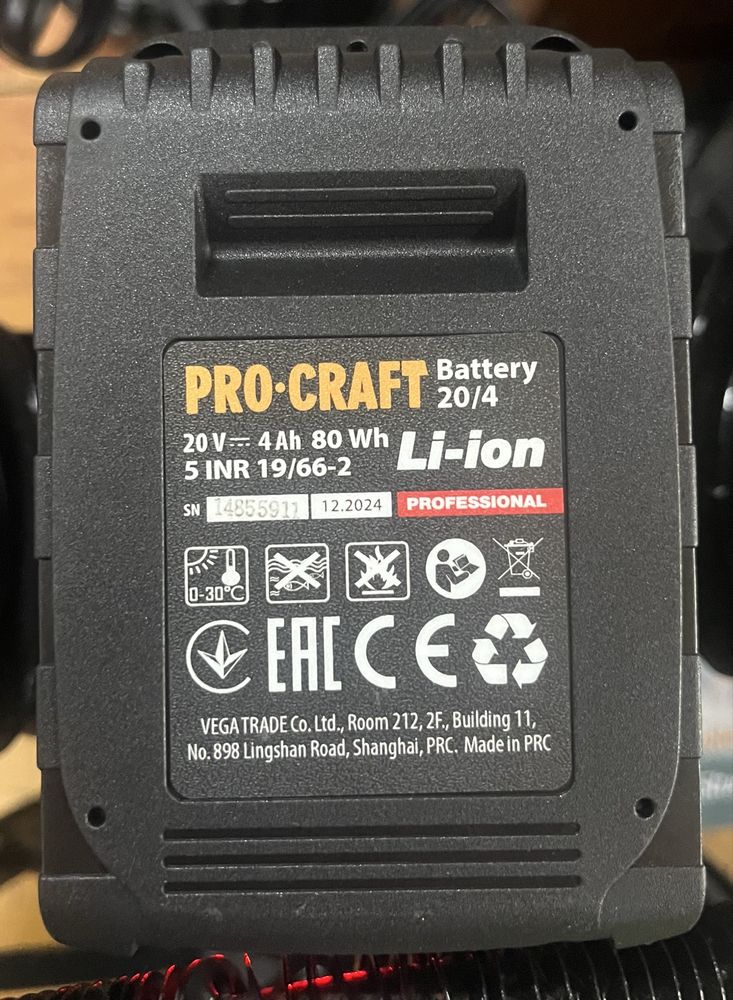 PRO·CRAFT Battery 20/4
20 V⎓ 4Ah 80 Wh
5 INR 19/66-2
Li-ion
SN 14855911 12.2024 PROFESSIONAL
0-30°C
EAC CE
VEGA TRADE Co. Ltd., Room 212, 2F., Building 11,
No. 898 Lingshan Road, Shanghai, PRC. Made in PRC